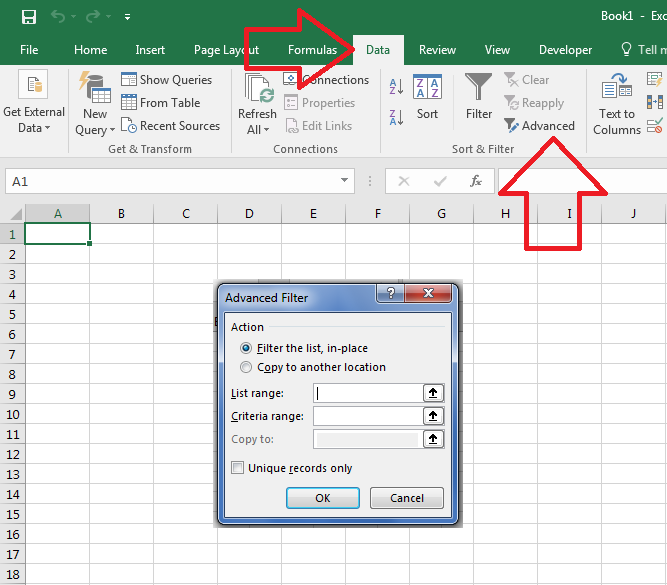 Book1 - Exc
File Home Insert Page Layout Formulas Data Review View Developer Tell m
Get External Data
New Query
Show Queries
From Table
Recent Sources
Get & Transform
Refresh All
Connections
Properties
Edit Links
Connections
A Z
Z A
Z A A Z
Sort
Filter
Clear
Reapply
Advanced
Sort & Filter
Text to Columns
A1 fx
A B C D E F G H I J
1
2
3
4
5
6
7
8
9
10
11
12
13
14
15
16
17
18
Advanced Filter ? X
Action
Filter the list, in-place
Copy to another location
List range:
Criteria range:
Copy to:
Unique records only
OK Cancel